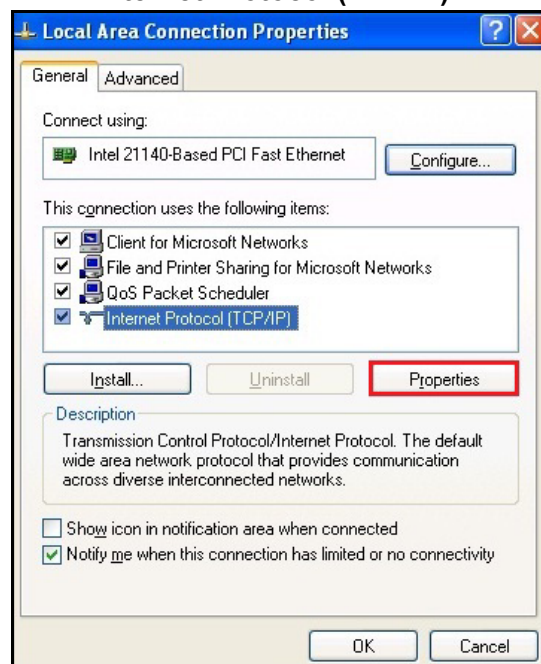 Local Area Connection Properties
General Advanced
Connect using:
Intel 21140-Based PCI Fast Ethernet
Configure...
This connection uses the following items:
Client for Microsoft Networks
File and Printer Sharing for Microsoft Networks
QoS Packet Scheduler
Internet Protocol (TCP/IP)
Install... Uninstall Properties
Description
Transmission Control Protocol/Internet Protocol. The default
wide area network protocol that provides communication
across diverse interconnected networks.
Show icon in notification area when connected
Notify me when this connection has limited or no connectivity
OK Cancel